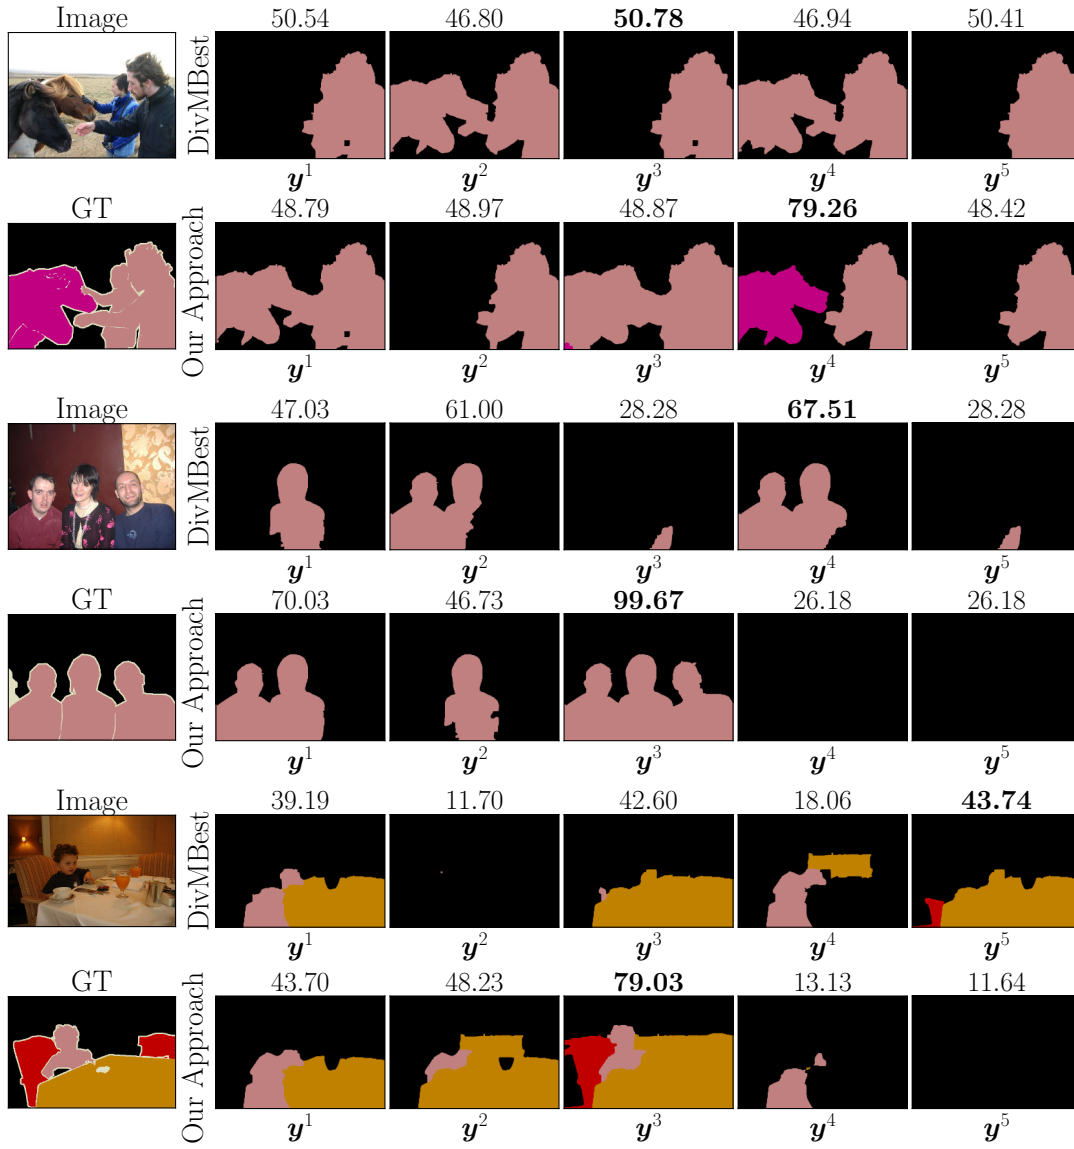 Image 50.54 46.80 50.78 46.94 50.41
DivMBest
y1 y2 y3 y4 y5
GT 48.79 48.97 48.87 79.26 48.42
Our Approach
y1 y2 y3 y4 y5
Image 47.03 61.00 28.28 67.51 28.28
DivMBest
y1 y2 y3 y4 y5
GT 70.03 46.73 99.67 26.18 26.18
Our Approach
y1 y2 y3 y4 y5
Image 39.19 11.70 42.60 18.06 43.74
DivMBest
y1 y2 y3 y4 y5
GT 43.70 48.23 79.03 13.13 11.64
Our Approach
y1 y2 y3 y4 y5